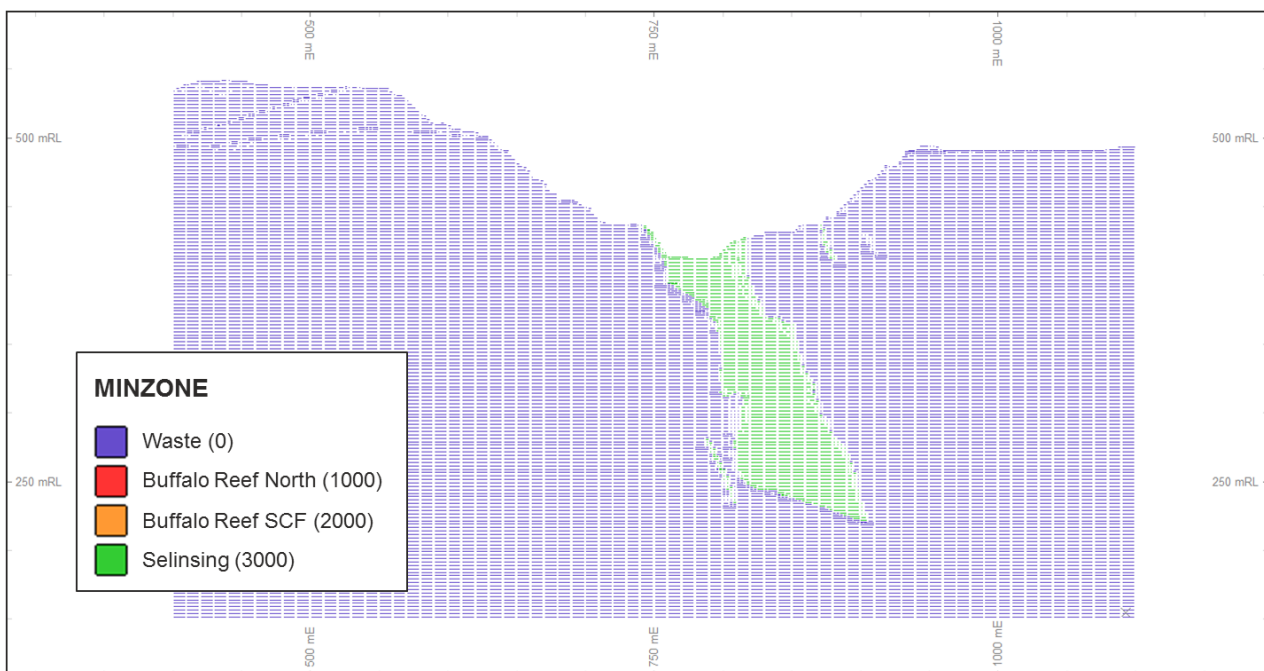 500 mE
750 mE
1000 mE
500 mRL
500 mRL
250 mRL
250 mRL
MINZONE
Waste (0)
Buffalo Reef North (1000)
Buffalo Reef SCF (2000)
Selinsing (3000)
500 mE
750 mE
1000 mE